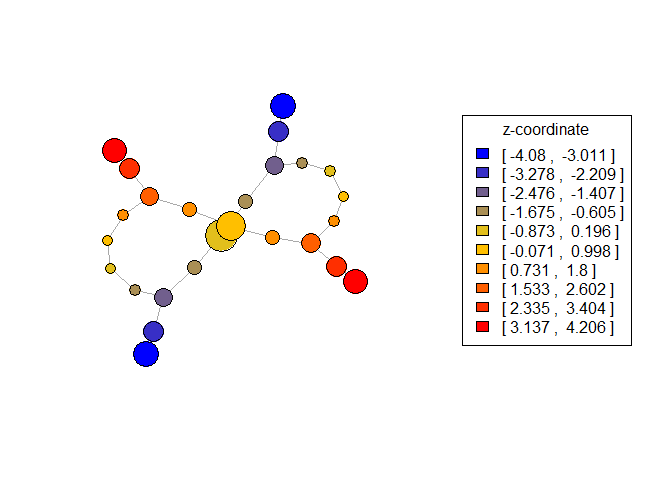 z-coordinate
[ -4.08 , -3.011 ]
[ -3.278 , -2.209 ]
[ -2.476 , -1.407 ]
[ -1.675 , -0.605 ]
[ -0.873 , 0.196 ]
[ -0.071 , 0.998 ]
[ 0.731 , 1.8 ]
[ 1.533 , 2.602 ]
[ 2.335 , 3.404 ]
[ 3.137 , 4.206 ]